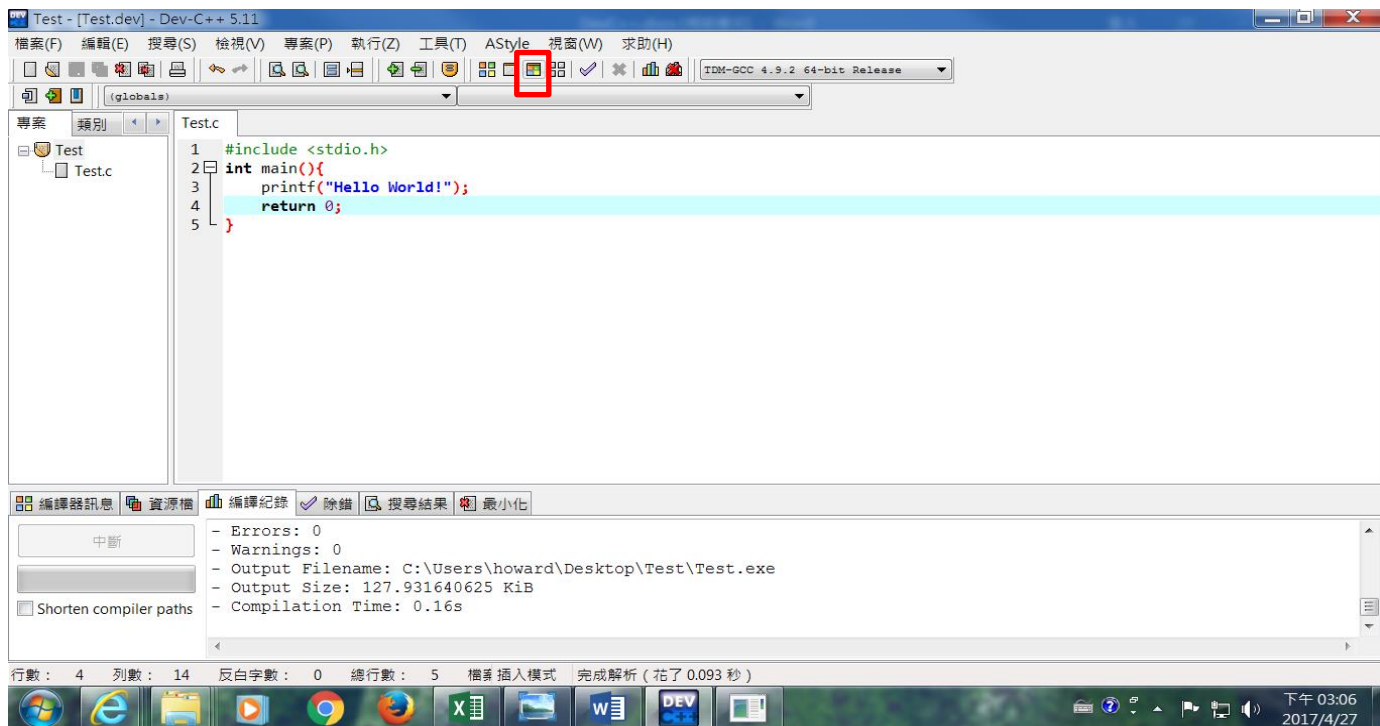 Test - [Test.dev] - Dev-C++ 5.11
檔案(F) 編輯(E) 搜尋(S) 檢視(V) 專案(P) 執行(Z) 工具(T) AStyle 視窗(W) 求助(H)
TDM-GCC 4.9.2 64-bit Release
(globals)
專案 類別 Test.c
Test
Test.c
1 #include <stdio.h>
2 int main(){
3 printf("Hello World!");
4 return 0;
5 }
編譯器訊息 資源檔 編譯紀錄 除錯 搜尋結果 最小化
中斷
Shorten compiler paths
- Errors: 0
- Warnings: 0
- Output Filename: C:\Users\howard\Desktop\Test\Test.exe
- Output Size: 127.931640625 KiB
- Compilation Time: 0.16s
行數: 4 列數: 14 反白字數: 0 總行數: 5 插入模式 完成解析 ( 花了 0.093 秒 )
DEV C++
下午 03:06
2017/4/27